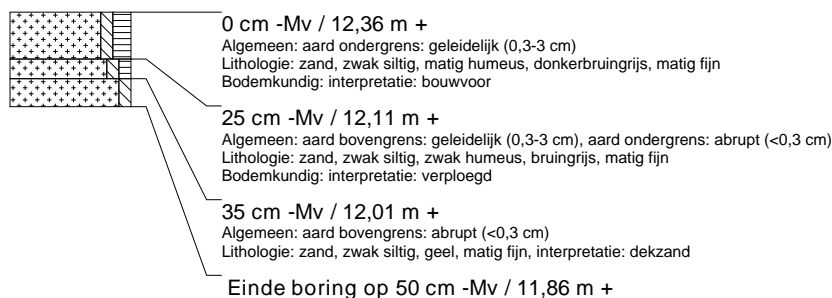 0 cm -Mv / 12,36 m +
Algemeen: aard ondergrens: geleidelijk (0,3-3 cm)
Lithologie: zand, zwak siltig, matig humeus, donkerbruingrijs, matig fijn
Bodemkundig: interpretatie: bouwvoor
25 cm -Mv / 12,11 m +
Algemeen: aard bovengrens: geleidelijk (0,3-3 cm), aard ondergrens: abrupt (<0,3 cm)
Lithologie: zand, zwak siltig, zwak humeus, bruingrijs, matig fijn
Bodemkundig: interpretatie: verploegd
35 cm -Mv / 12,01 m +
Algemeen: aard bovengrens: abrupt (<0,3 cm)
Lithologie: zand, zwak siltig, geel, matig fijn, interpretatie: dekzand
Einde boring op 50 cm -Mv / 11,86 m +